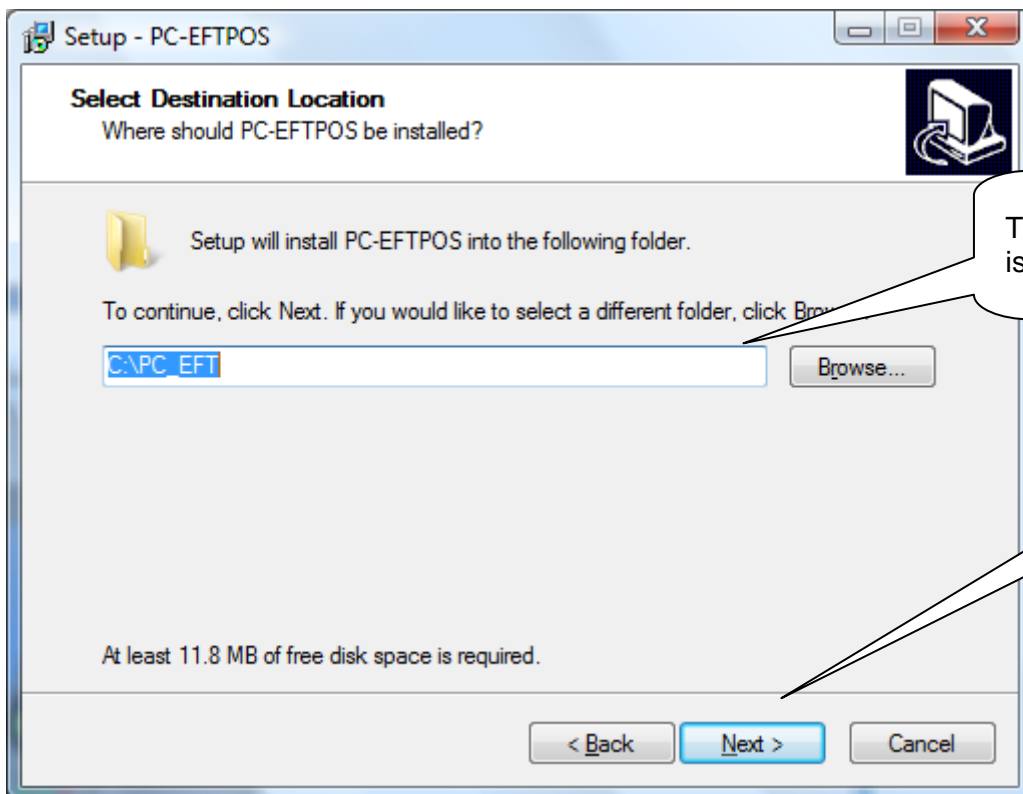 Setup - PC-EFTPOS
Select Destination Location
Where should PC-EFTPOS be installed?
Setup will install PC-EFTPOS into the following folder.
is
To continue, click Next. If you would like to select a different folder, click
C:\PC_EFT
Browse...
At least 11.8 MB of free disk space is required.
< Back
Next >
Cancel